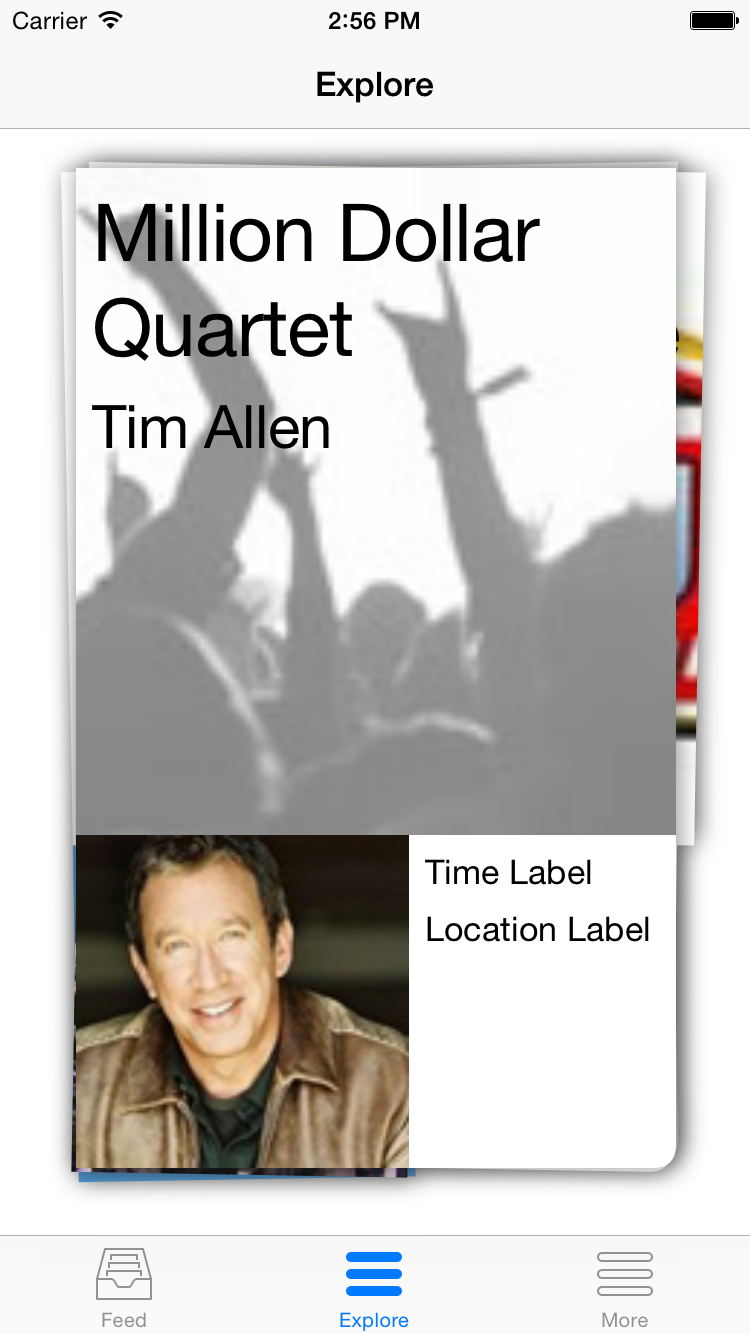 Carrier 2:56 PM
Explore
Million Dollar
Quartet
Tim Allen
Time Label
Location Label
Feed Explore More